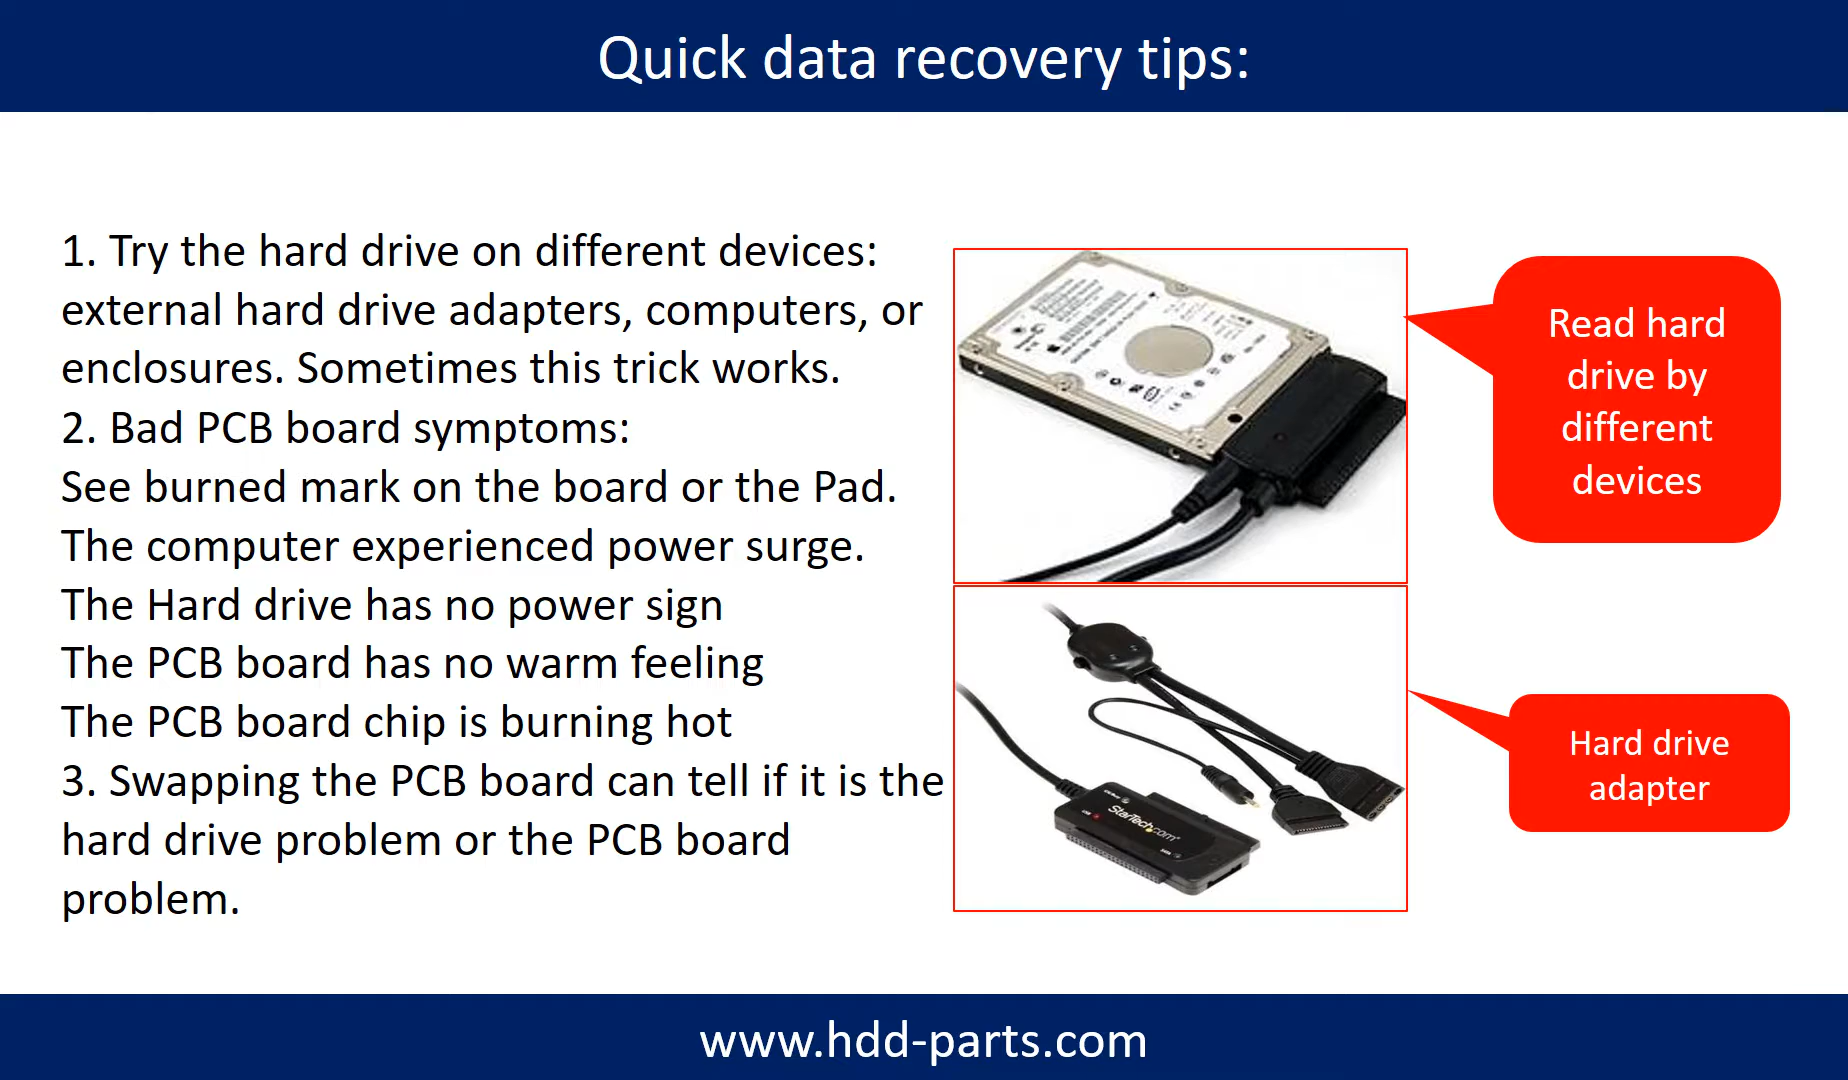 Quick data recovery tips:
1. Try the hard drive on different devices:
external hard drive adapters, computers, or
enclosures. Sometimes this trick works.
2. Bad PCB board symptoms:
See burned mark on the board or the Pad.
The computer experienced power surge.
The Hard drive has no power sign
The PCB board has no warm feeling
The PCB board chip is burning hot
3. Swapping the PCB board can tell if it is the
hard drive problem or the PCB board
problem.
Read hard
drive by
different
devices
StarTech.com
Hard drive
adapter
www.hdd-parts.com